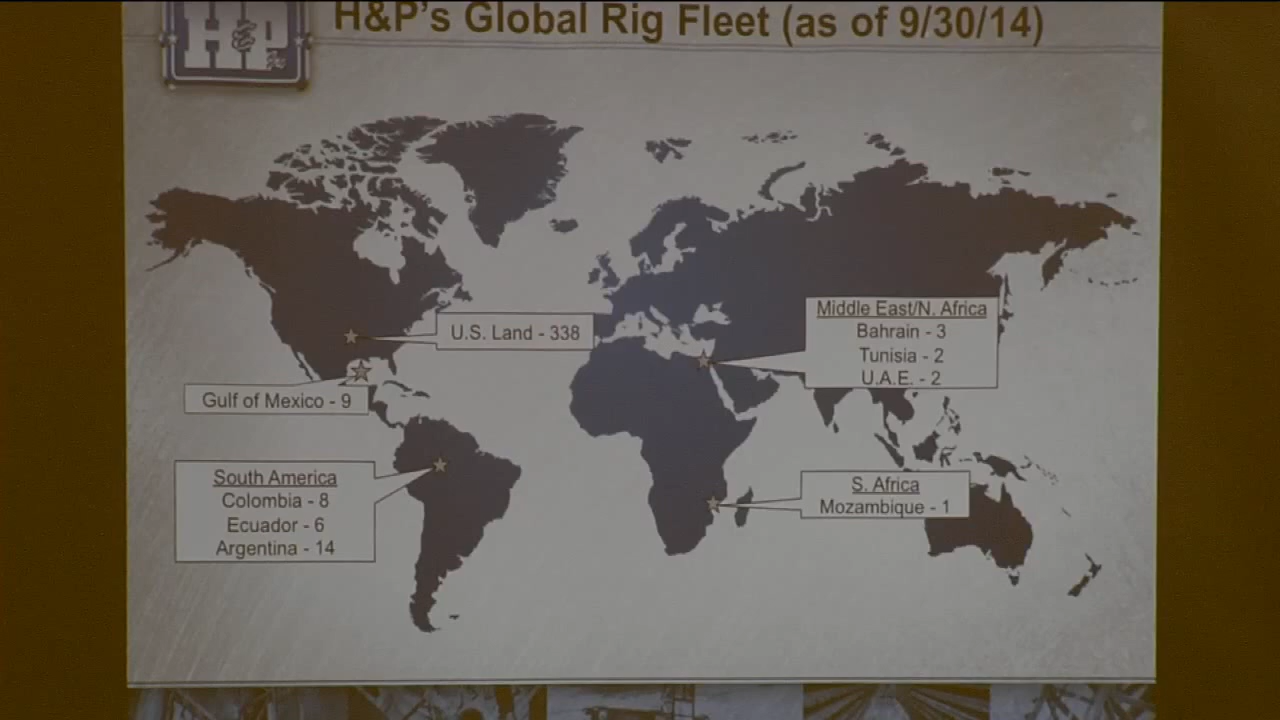 H&P's Global Rig Fleet (as of 9/30/14)
H&P
U.S. Land - 338
Gulf of Mexico - 9
South America
Colombia - 8
Ecuador - 6
Argentina - 14
Middle East/N. Africa
Bahrain - 3
Tunisia - 2
U.A.E. - 2
S. Africa
Mozambique - 1